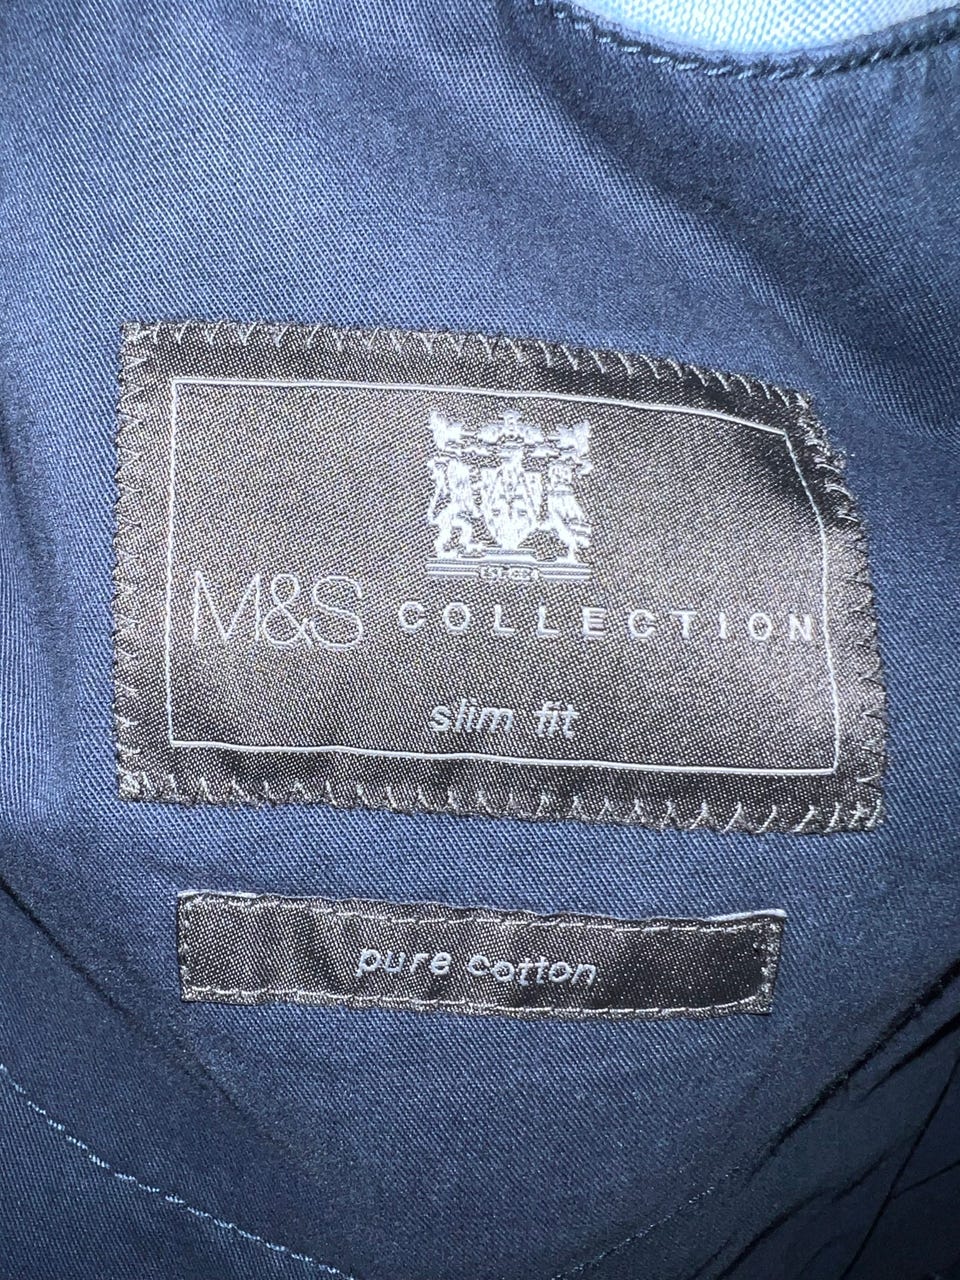 M&S COLLECTION
slim fit
pure cotton